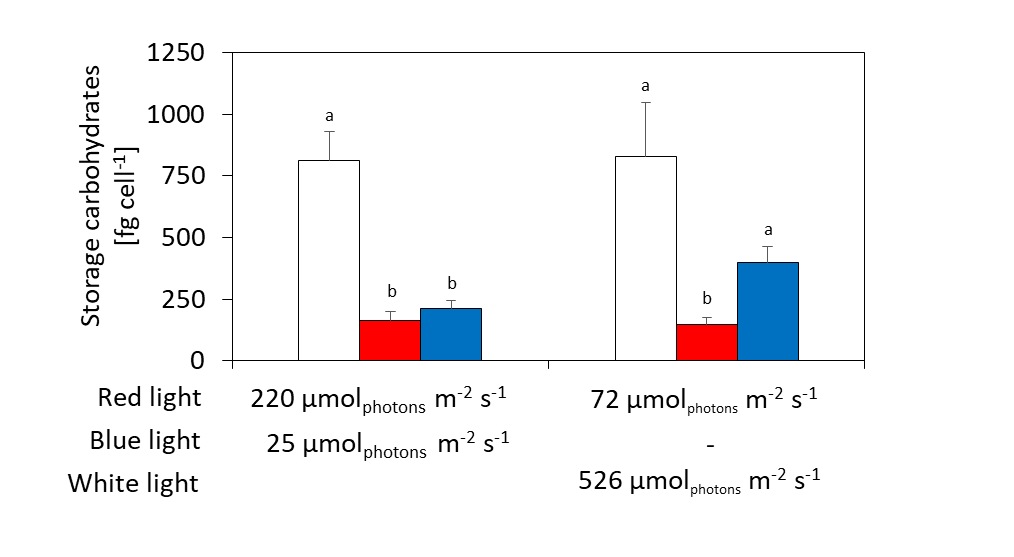 Storage carbohydrates
[fg cell-1]
1250
1000
750
500
250
0
a
b
b
a
b
a
Red light 220 µmolphotons m-2 s-1 72 µmolphotons m-2 s-1
Blue light 25 µmolphotons m-2 s-1 -
White light 526 µmolphotons m-2 s-1